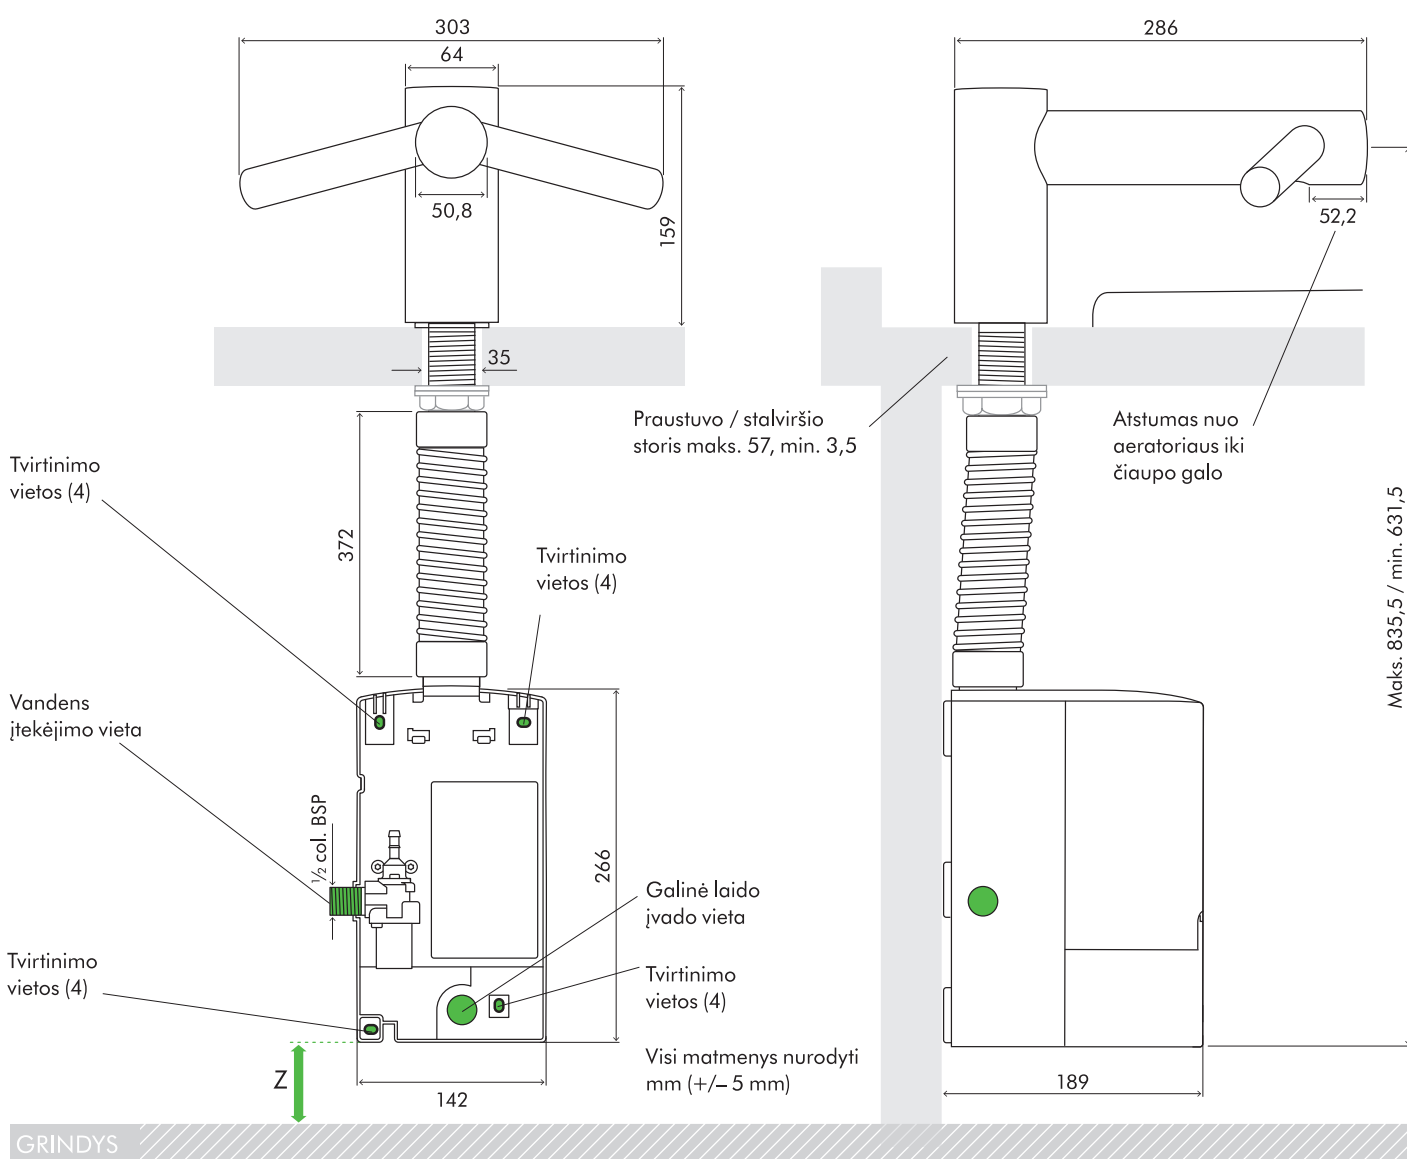 303
64
286
50,8
159
52,2
35
Praustuvo / stalviršio
storis maks. 57, min. 3,5
Atstumas nuo
aeratoriaus iki
čiaupo galo
Tvirtinimo
vietos (4)
372
Tvirtinimo
vietos (4)
Maks. 835,5 / min. 631,5
Vandens
įtekėjimo vieta
½ col. BSP
266
Galinė laido
įvado vieta
Tvirtinimo
vietos (4)
Tvirtinimo
vietos (4)
Visi matmenys nurodyti
mm (+/– 5 mm)
Z
142
189
GRINDYS